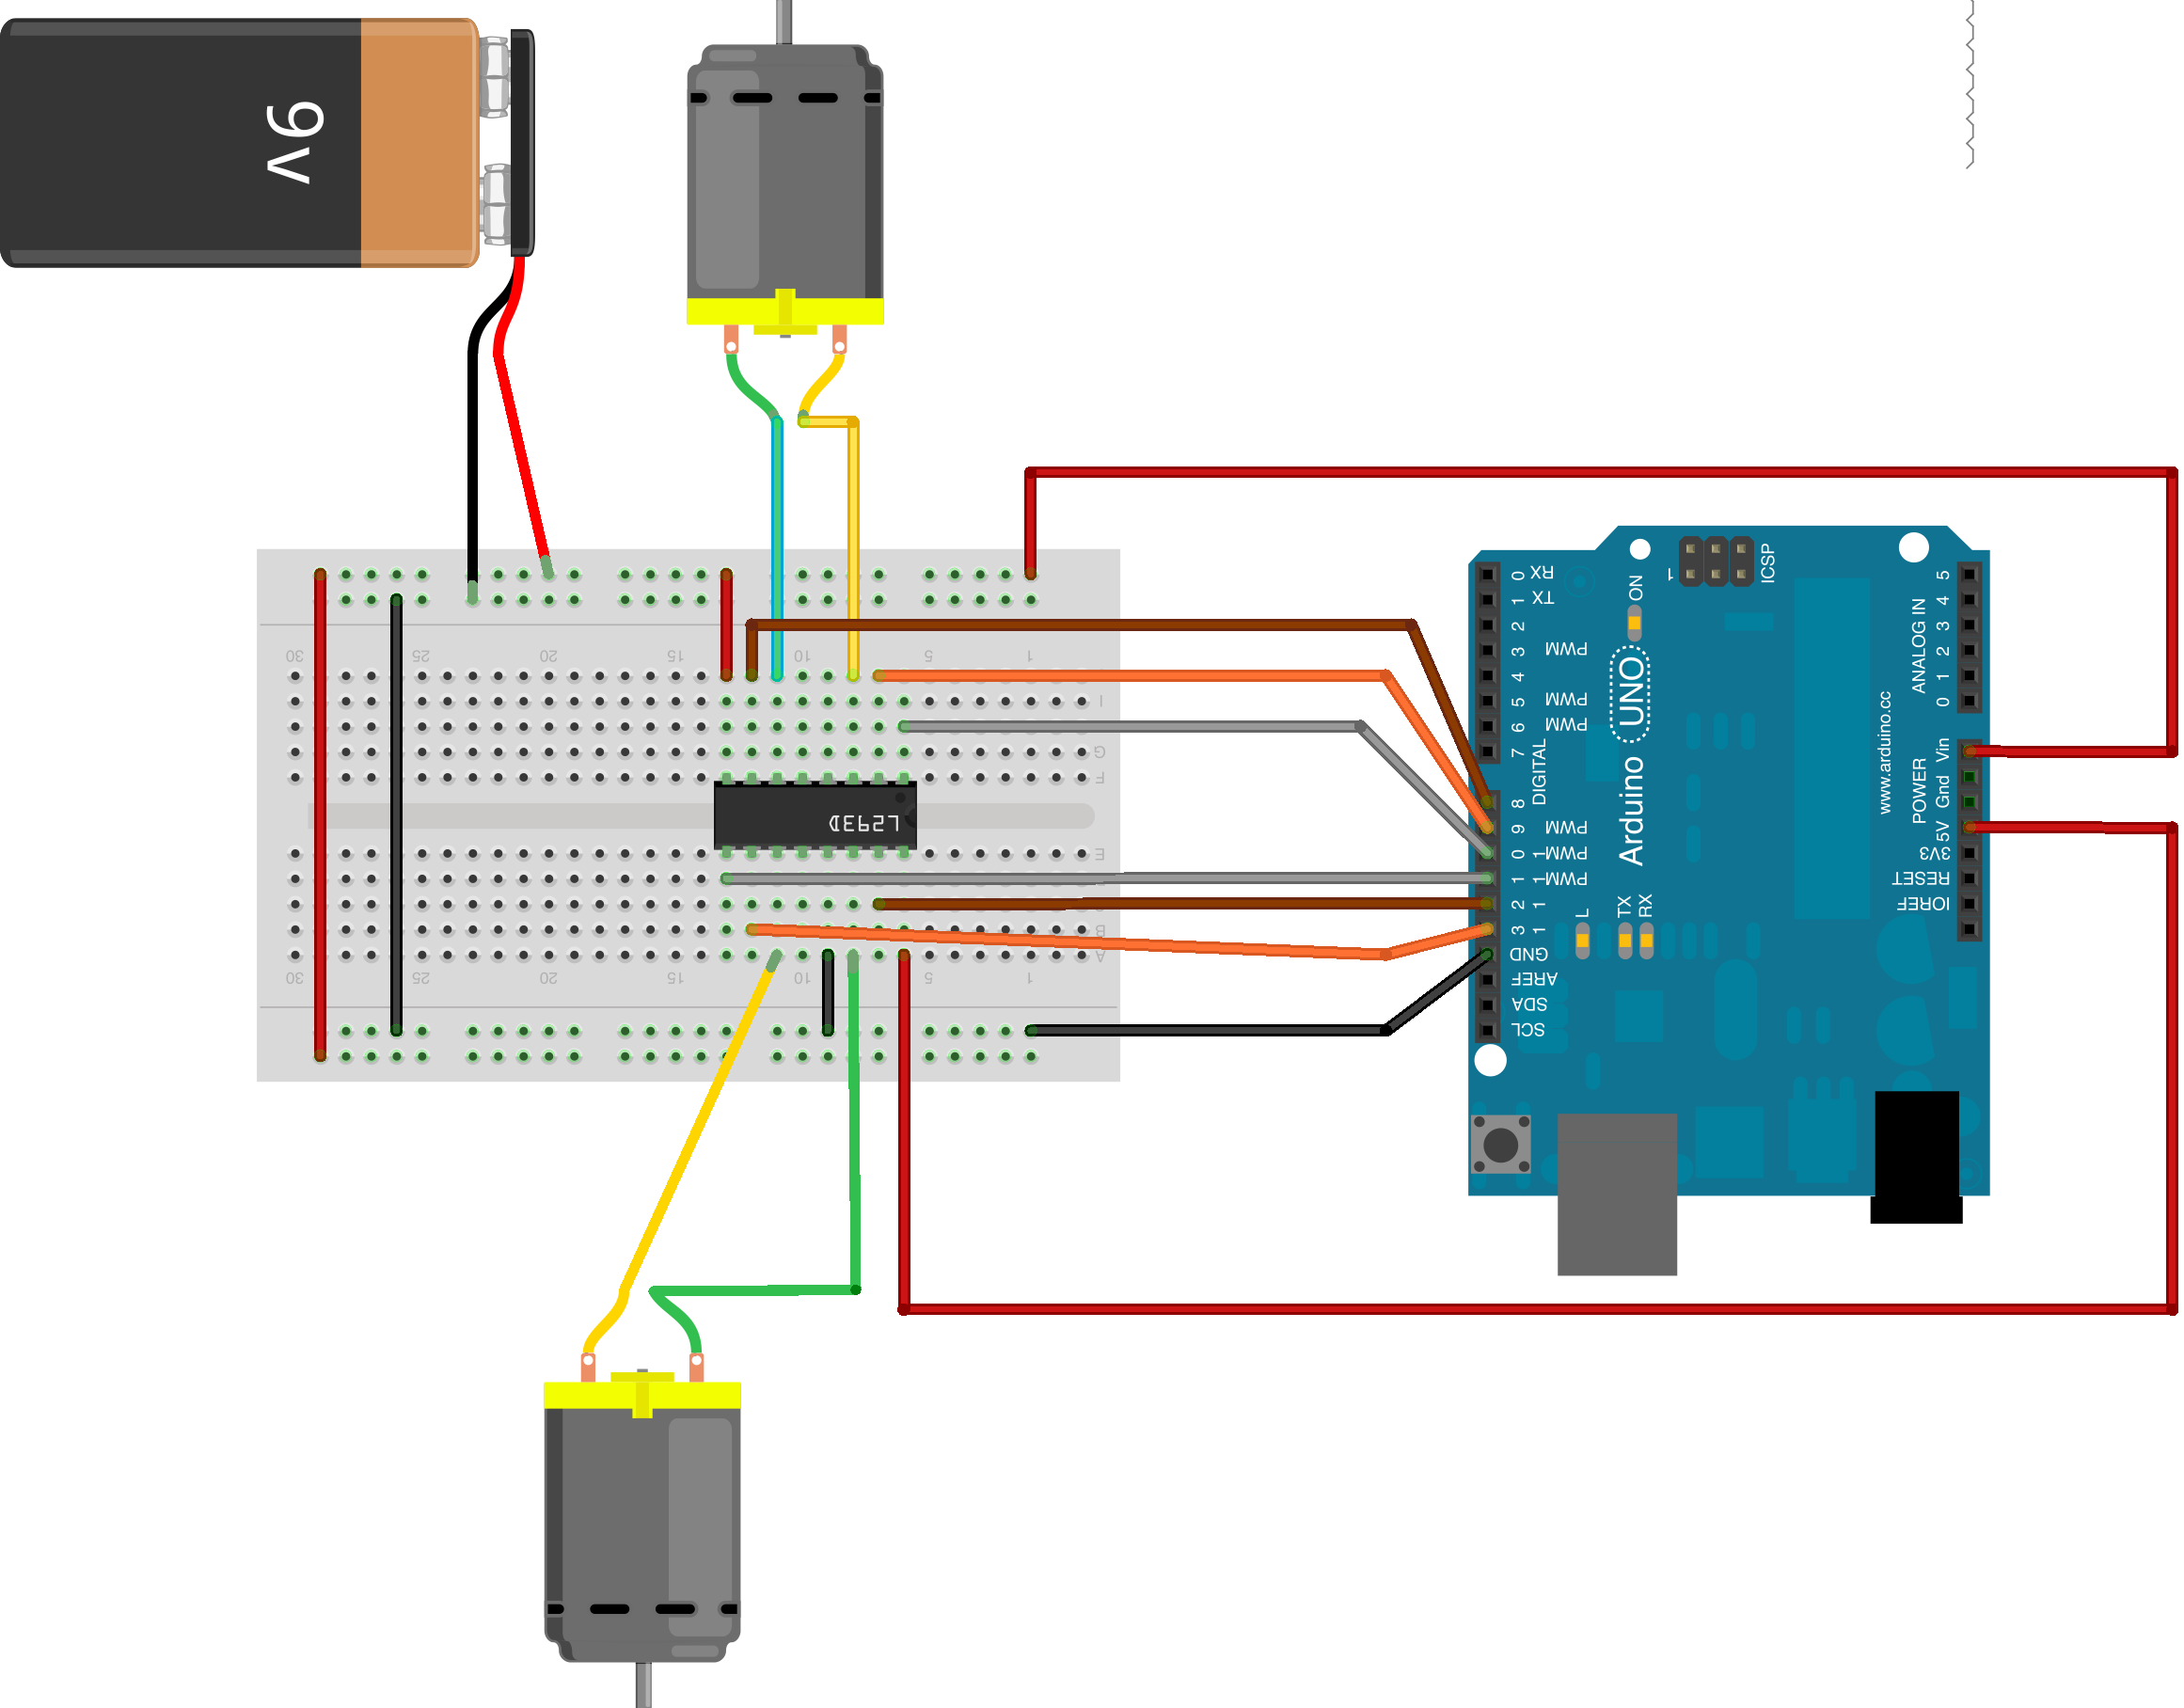 9V
30
25
20
15
10
5
1
I
G
F
E
B
A
30
25
20
15
10
5
1
L293D
0
1
2
3
4
5
6
7
8
9
10
11
12
13
GND
AREF
SDA
SCL
RX
TX
PWM
PWM
PWM
PWM
PWM
PWM
DIGITAL
Arduino UNO
ON
L
TX
RX
1
ICSP
www.arduino.cc
ANALOG IN
5
4
3
2
1
0
POWER
Vin
Gnd
5V
3V3
RESET
IOREF